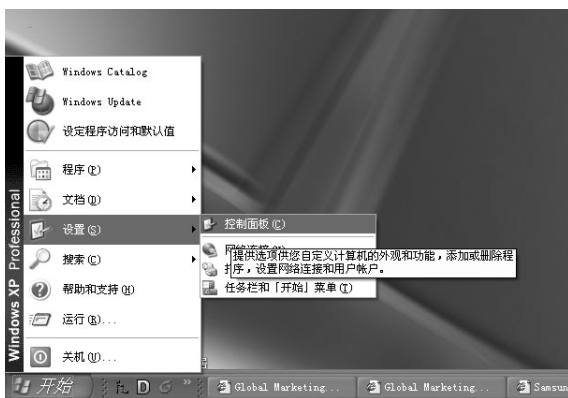 Windows XP Professional
Windows Catalog
Windows Update
设定程序访问和默认值
程序(P)
文档(D)
设置(S)
搜索(C)
帮助和支持(H)
运行(R)...
关机(U)...
控制面板(C)
提供选项供您自定义计算机的外观和功能，添加或删除程
序，设置网络连接和用户帐户。
任务栏和「开始」菜单(T)
开始
Global Marketing...
Global Marketing...
Samsun